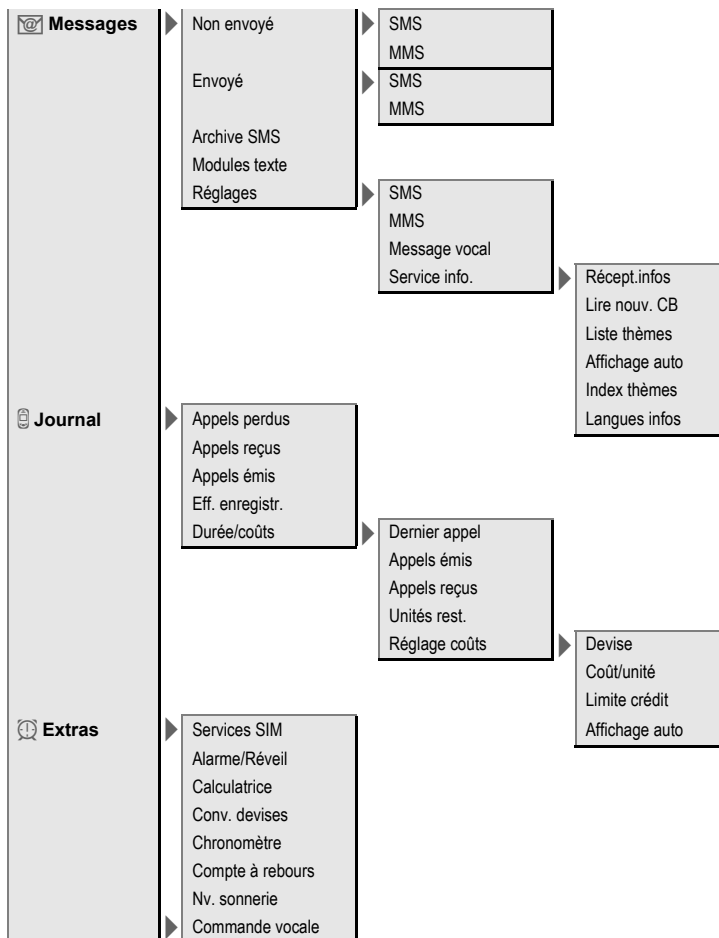 Messages
Non envoyé
SMS
MMS
Envoyé
SMS
MMS
Archive SMS
Modules texte
Réglages
SMS
MMS
Message vocal
Service info.
Récept.infos
Lire nouv. CB
Liste thèmes
Affichage auto
Index thèmes
Langues infos
Journal
Appels perdus
Appels reçus
Appels émis
Eff. enregistr.
Durée/coûts
Dernier appel
Appels émis
Appels reçus
Unités rest.
Réglage coûts
Devise
Coût/unité
Limite crédit
Affichage auto
Extras
Services SIM
Alarme/Réveil
Calculatrice
Conv. devises
Chronomètre
Compte à rebours
Nv. sonnerie
Commande vocale